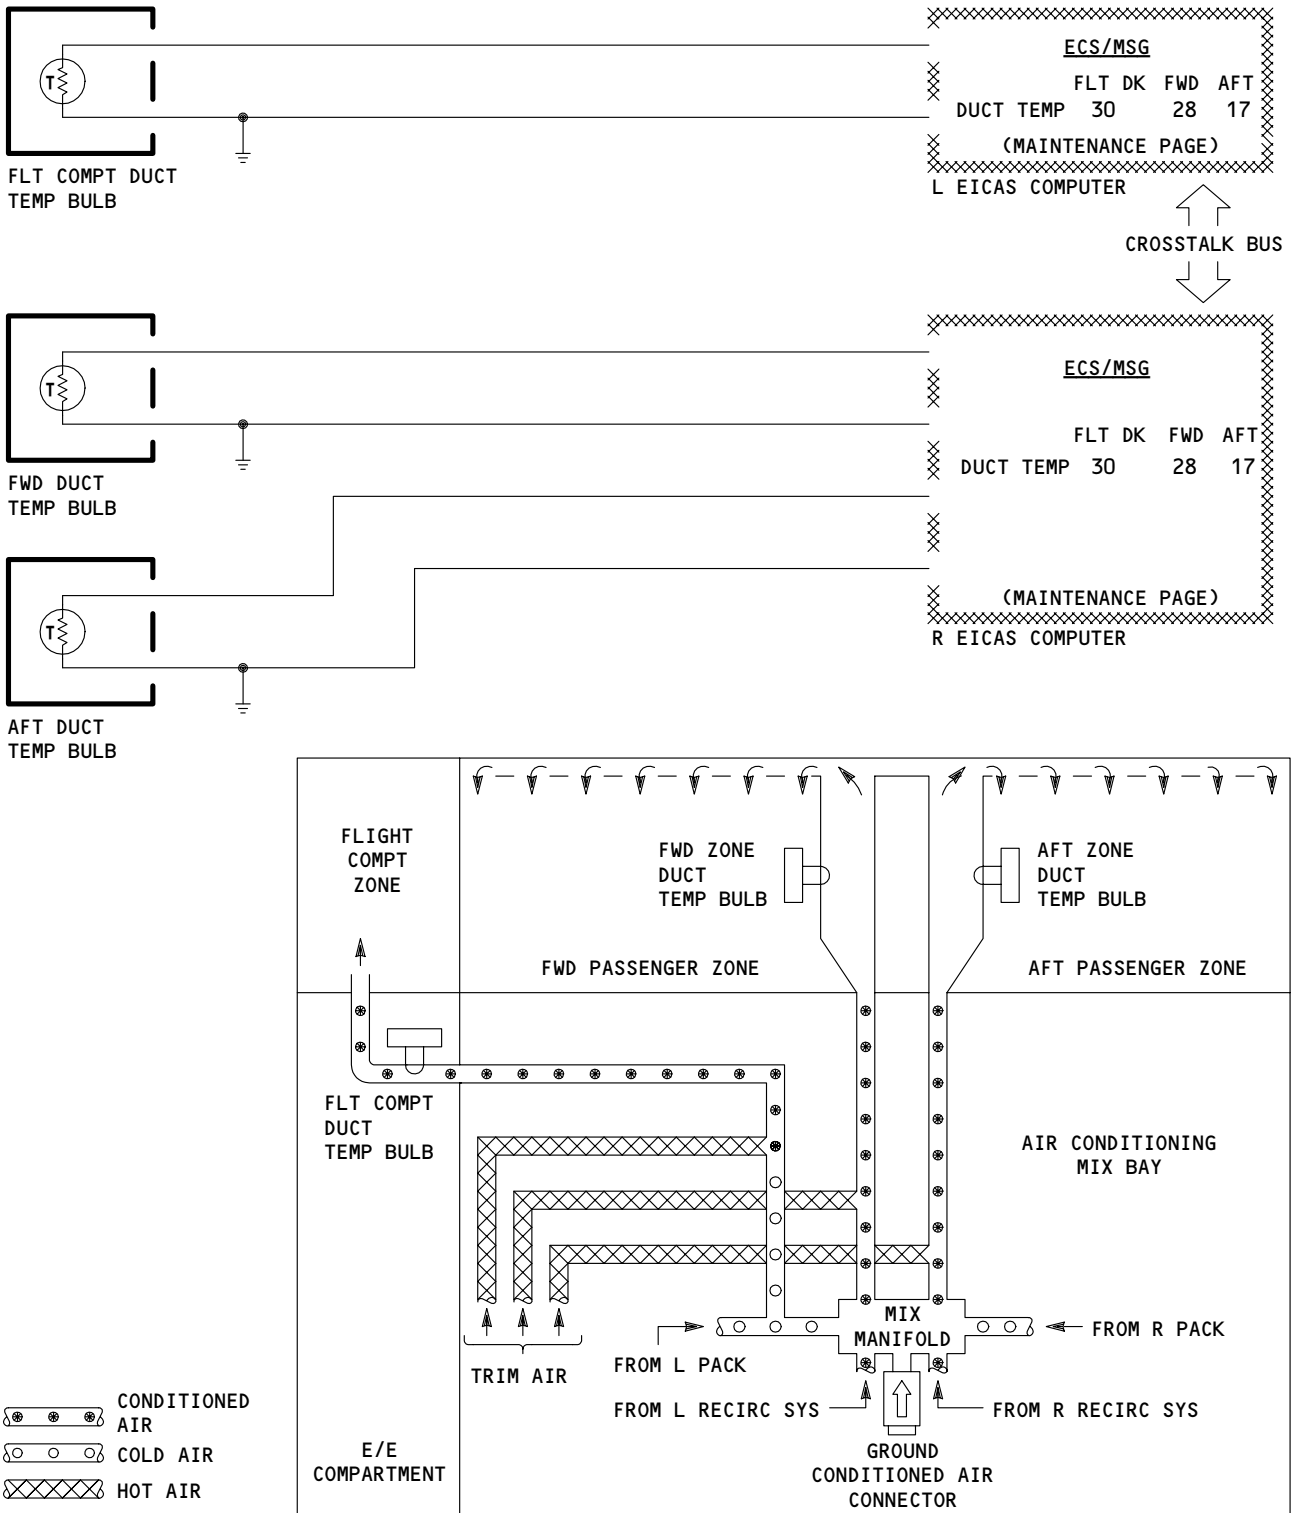 ECS/MSG
FLT DK FWD AFT
DUCT TEMP 30 28 17
(MAINTENANCE PAGE)
L EICAS COMPUTER
T
FLT COMPT DUCT
TEMP BULB
CROSSTALK BUS
T
FWD DUCT
TEMP BULB
ECS/MSG
FLT DK FWD AFT
DUCT TEMP 30 28 17
(MAINTENANCE PAGE)
R EICAS COMPUTER
T
AFT DUCT
TEMP BULB
FLIGHT
COMPT
ZONE
FWD ZONE
DUCT
TEMP BULB
AFT ZONE
DUCT
TEMP BULB
FWD PASSENGER ZONE
AFT PASSENGER ZONE
FLT COMPT
DUCT
TEMP BULB
AIR CONDITIONING
MIX BAY
MIX
MANIFOLD
FROM R PACK
FROM L PACK
TRIM AIR
FROM L RECIRC SYS
FROM R RECIRC SYS
GROUND
CONDITIONED AIR
CONNECTOR
E/E
COMPARTMENT
CONDITIONED
AIR
COLD AIR
HOT AIR